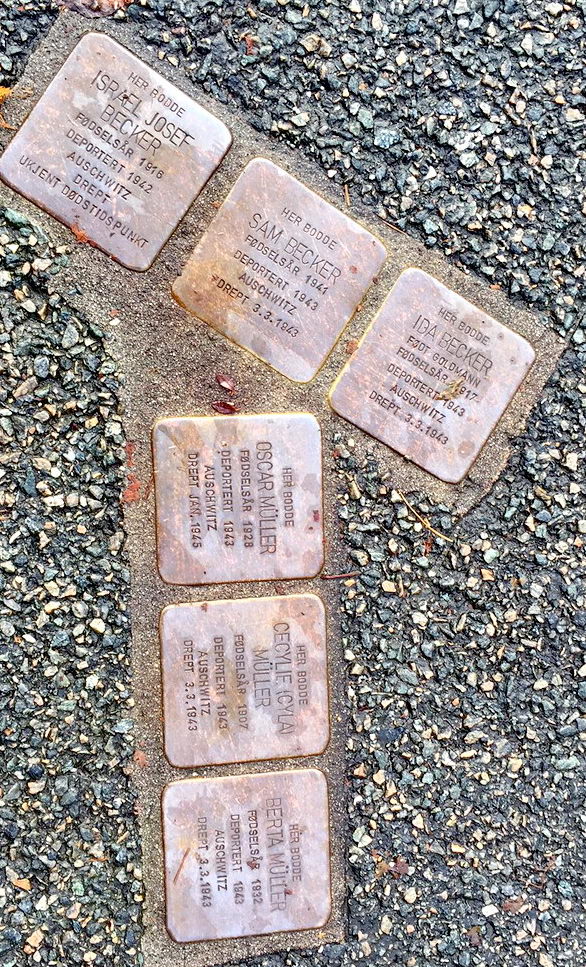 HER BODDE
ISRAEL JOSEF
BECKER
FØDSELSÅR 1916
DEPORTERT 1942
AUSCHWITZ
DREPT
UKJENT DØDSTIDSPUNKT
HER BODDE
SAM BECKER
FØDSELSÅR 1941
DEPORTERT 1943
AUSCHWITZ
DREPT 3.3.1943
HER BODDE
IDA BECKER
FØDT GOLDMANN
FØDSELSÅR 1917
DEPORTERT 1943
AUSCHWITZ
DREPT 3.3.1943
HER BODDE
OSCAR MÜLLER
FØDSELSÅR 1928
DEPORTERT 1943
AUSCHWITZ
DREPT JAN. 1945
HER BODDE
CECYLIE (CYLA)
MÜLLER
FØDSELSÅR 1907
DEPORTERT 1943
AUSCHWITZ
DREPT 3.3.1943
HER BODDE
BERTA MÜLLER
FØDSELSÅR 1932
DEPORTERT 1943
AUSCHWITZ
DREPT 3.3.1943